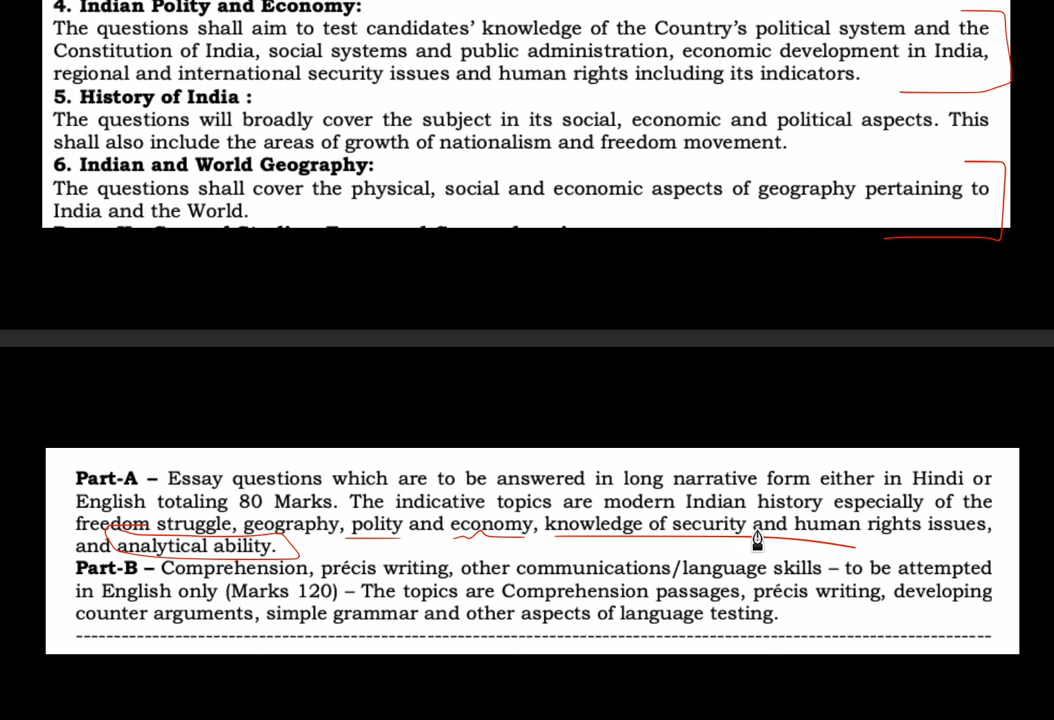 4. Indian Polity and Economy:
The questions shall aim to test candidates’ knowledge of the Country’s political system and the
Constitution of India, social systems and public administration, economic development in India,
regional and international security issues and human rights including its indicators.
5. History of India :
The questions will broadly cover the subject in its social, economic and political aspects. This
shall also include the areas of growth of nationalism and freedom movement.
6. Indian and World Geography:
The questions shall cover the physical, social and economic aspects of geography pertaining to
India and the World.
Part-A – Essay questions which are to be answered in long narrative form either in Hindi or
English totaling 80 Marks. The indicative topics are modern Indian history especially of the
freedom struggle, geography, polity and economy, knowledge of security and human rights issues,
and analytical ability.
Part-B – Comprehension, précis writing, other communications/language skills – to be attempted
in English only (Marks 120) – The topics are Comprehension passages, précis writing, developing
counter arguments, simple grammar and other aspects of language testing.